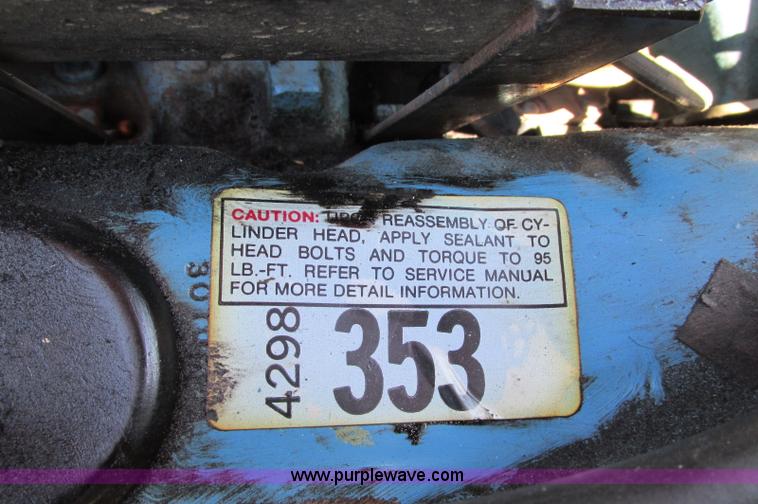 CAUTION: UPON REASSEMBLY OF CY-
LINDER HEAD, APPLY SEALANT TO
HEAD BOLTS AND TORQUE TO 95
LB.-FT. REFER TO SERVICE MANUAL
FOR MORE DETAIL INFORMATION.
4298
353
www.purplewave.com